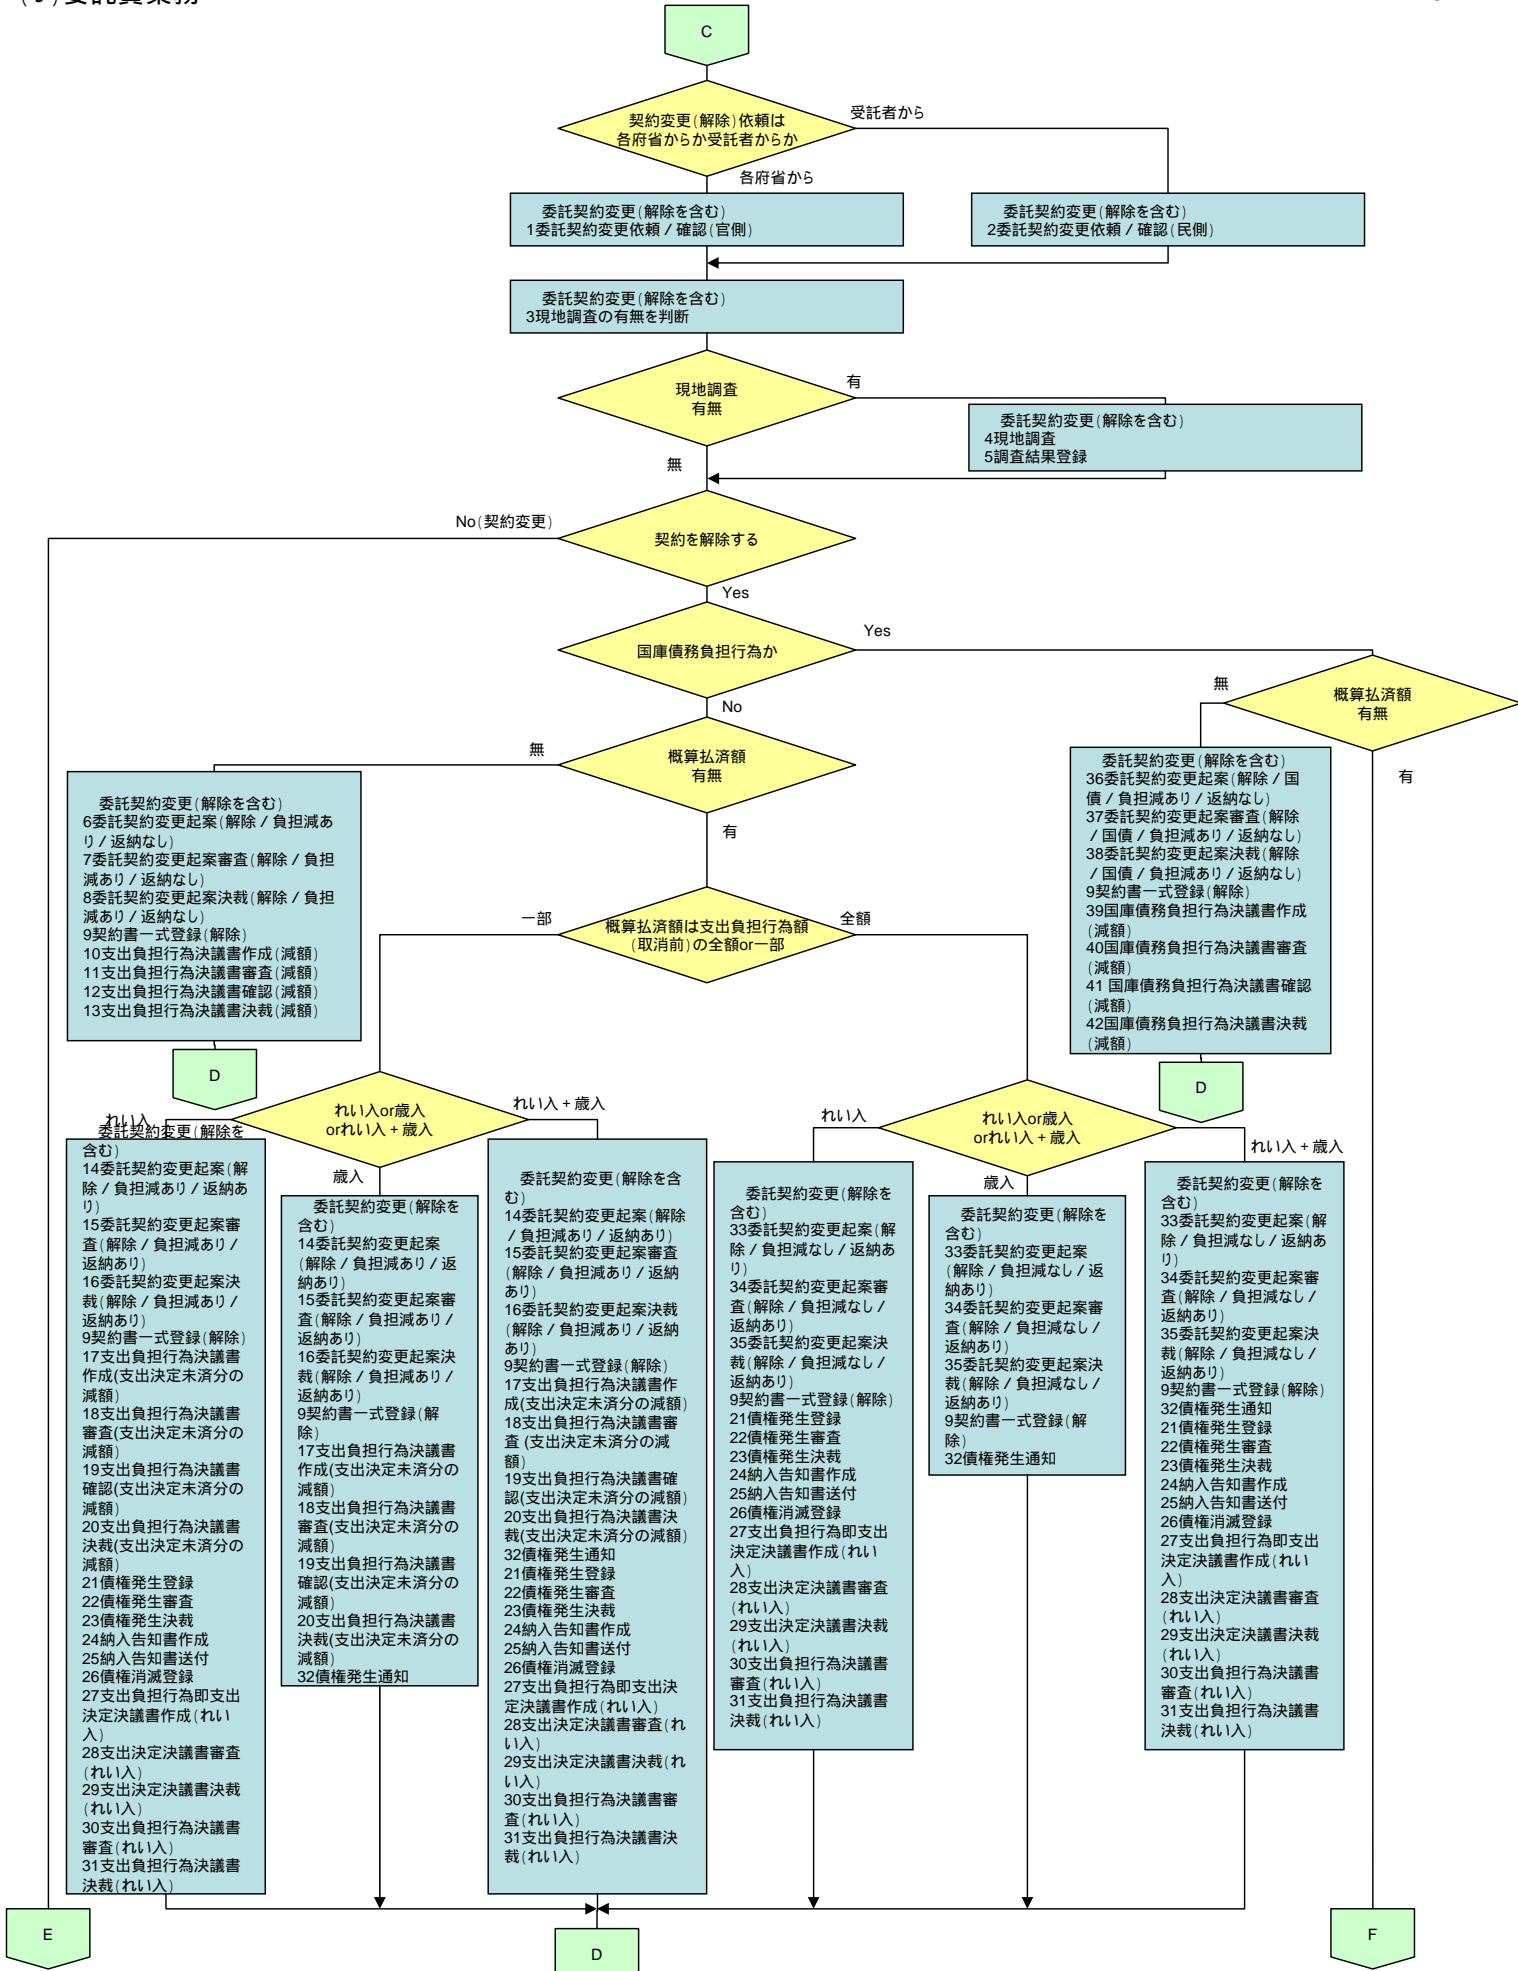 C
契約変更(解除)依頼は
各府省からか受託者からか
受託者から
各府省から
委託契約変更(解除を含む)
1委託契約変更依頼/確認(官側)
委託契約変更(解除を含む)
2委託契約変更依頼/確認(民側)
委託契約変更(解除を含む)
3現地調査の有無を判断
現地調査
有無
有
委託契約変更(解除を含む)
4現地調査
5調査結果登録
無
No(契約変更)
契約を解除する
Yes
国庫債務負担行為か
Yes
No
無
概算払済額
有無
概算払済額
有無
無
有
有
委託契約変更(解除を含む)
6委託契約変更起案(解除/負担減あ
り/返納なし)
7委託契約変更起案審査(解除/負担
減あり/返納なし)
8委託契約変更起案決裁(解除/負担
減あり/返納なし)
9契約書一式登録(解除)
10支出負担行為決議書作成(減額)
11支出負担行為決議書審査(減額)
12支出負担行為決議書確認(減額)
13支出負担行為決議書決裁(減額)
D
委託契約変更(解除を含む)
36委託契約変更起案(解除/国
債/負担減あり/返納なし)
37委託契約変更起案審査(解除
/国債/負担減あり/返納なし)
38委託契約変更起案決裁(解除
/国債/負担減あり/返納なし)
9契約書一式登録(解除)
39国庫債務負担行為決議書作成
(減額)
40国庫債務負担行為決議書審査
(減額)
41 国庫債務負担行為決議書確認
(減額)
42国庫債務負担行為決議書決裁
(減額)
D
一部
概算払済額は支出負担行為額
(取消前)の全額or一部
全額
れい入
れい入or歳入
orれい入+歳入
れい入+歳入
歳入
れい入
れい入or歳入
orれい入+歳入
れい入+歳入
歳入
委託契約変更(解除を
含む)
14委託契約変更起案(解
除/負担減あり/返納あ
り)
15委託契約変更起案審
査(解除/負担減あり/
返納あり)
16委託契約変更起案決
裁(解除/負担減あり/
返納あり)
9契約書一式登録(解除)
17支出負担行為決議書
作成(支出決定未済分の
減額)
18支出負担行為決議書
審査(支出決定未済分の
減額)
19支出負担行為決議書
確認(支出決定未済分の
減額)
20支出負担行為決議書
決裁(支出決定未済分の
減額)
21債権発生登録
22債権発生審査
23債権発生決裁
24納入告知書作成
25納入告知書送付
26債権消滅登録
27支出負担行為即支出
決定決議書作成(れい
入)
28支出決定決議書審査
(れい入)
29支出決定決議書決裁
(れい入)
30支出負担行為決議書
審査(れい入)
31支出負担行為決議書
決裁(れい入)
委託契約変更(解除を
含む)
14委託契約変更起案
(解除/負担減あり/返
納あり)
15委託契約変更起案審
査(解除/負担減あり/
返納あり)
16委託契約変更起案決
裁(解除/負担減あり/
返納あり)
9契約書一式登録(解
除)
17支出負担行為決議書
作成(支出決定未済分の
減額)
18支出負担行為決議書
審査(支出決定未済分の
減額)
19支出負担行為決議書
確認(支出決定未済分の
減額)
20支出負担行為決議書
決裁(支出決定未済分の
減額)
32債権発生通知
委託契約変更(解除を含
む)
14委託契約変更起案(解除
/負担減あり/返納あり)
15委託契約変更起案審査
(解除/負担減あり/返納
あり)
16委託契約変更起案決裁
(解除/負担減あり/返納
あり)
9契約書一式登録(解除)
17支出負担行為決議書作
成(支出決定未済分の減額)
18支出負担行為決議書審
査 (支出決定未済分の減
額)
19支出負担行為決議書確
認(支出決定未済分の減額)
20支出負担行為決議書決
裁(支出決定未済分の減額)
32債権発生通知
21債権発生登録
22債権発生審査
23債権発生決裁
24納入告知書作成
25納入告知書送付
26債権消滅登録
27支出負担行為即支出決
定決議書作成(れい入)
28支出決定決議書審査(れ
い入)
29支出決定決議書決裁(れ
い入)
30支出負担行為決議書審
査(れい入)
31支出負担行為決議書決
裁(れい入)
委託契約変更(解除を
含む)
33委託契約変更起案(解
除/負担減なし/返納あ
り)
34委託契約変更起案審
査(解除/負担減なし/
返納あり)
35委託契約変更起案決
裁(解除/負担減なし/
返納あり)
9契約書一式登録(解除)
21債権発生登録
22債権発生審査
23債権発生決裁
24納入告知書作成
25納入告知書送付
26債権消滅登録
27支出負担行為即支出
決定決議書作成(れい
入)
28支出決定決議書審査
(れい入)
29支出決定決議書決裁
(れい入)
30支出負担行為決議書
審査(れい入)
31支出負担行為決議書
決裁(れい入)
委託契約変更(解除を
含む)
33委託契約変更起案
(解除/負担減なし/返
納あり)
34委託契約変更起案審
査(解除/負担減なし/
返納あり)
35委託契約変更起案決
裁(解除/負担減なし/
返納あり)
9契約書一式登録(解
除)
32債権発生通知
委託契約変更(解除を
含む)
33委託契約変更起案(解
除/負担減なし/返納あ
り)
34委託契約変更起案審
査(解除/負担減なし/
返納あり)
35委託契約変更起案決
裁(解除/負担減なし/
返納あり)
9契約書一式登録(解除)
32債権発生通知
21債権発生登録
22債権発生審査
23債権発生決裁
24納入告知書作成
25納入告知書送付
26債権消滅登録
27支出負担行為即支出
決定決議書作成(れい
入)
28支出決定決議書審査
(れい入)
29支出決定決議書決裁
(れい入)
30支出負担行為決議書
審査(れい入)
31支出負担行為決議書
決裁(れい入)
E
D
F